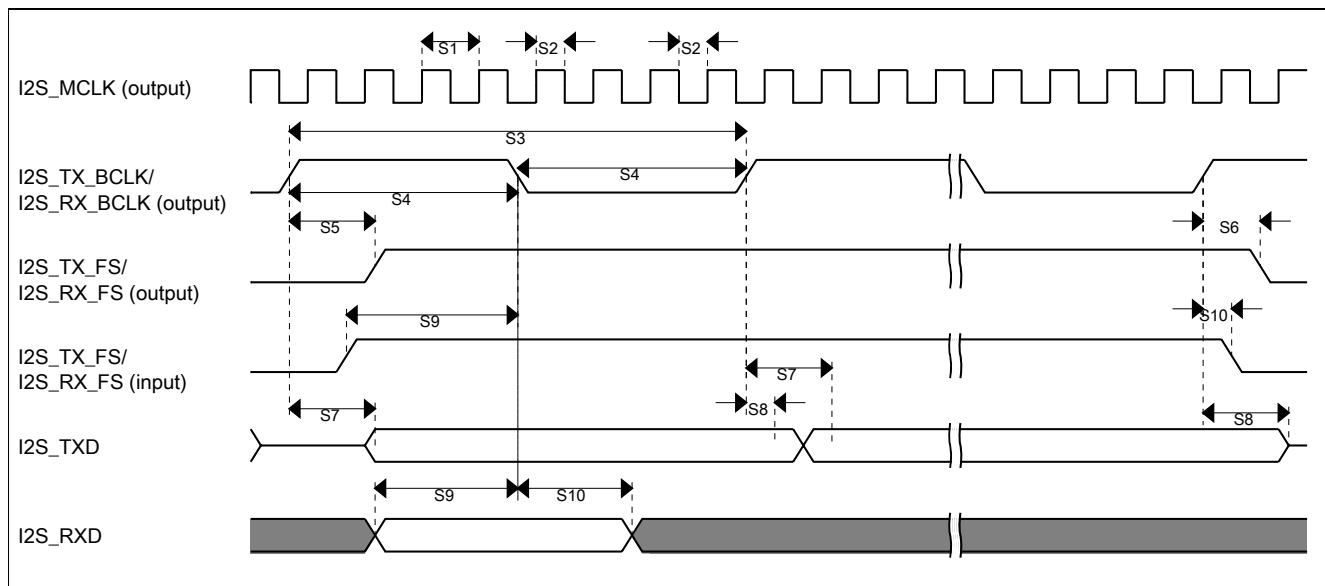 S1
S2
S2
I2S_MCLK (output)
S3
I2S_TX_BCLK/
I2S_RX_BCLK (output)
S4
S4
S5
S6
I2S_TX_FS/
I2S_RX_FS (output)
S9
S10
I2S_TX_FS/
I2S_RX_FS (input)
S7
S7
S8
S8
I2S_TXD
S9
S10
I2S_RXD